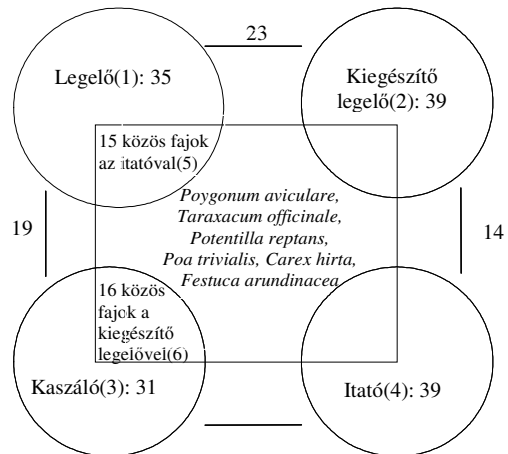 23
Legelő(1): 35
Kiegészítő
legelő(2): 39
15 közös fajok
az itatóval(5)
Poygonum aviculare,
Taraxacum officinale,
Potentilla reptans,
Poa trivialis, Carex hirta,
Festuca arundinacea
19
14
16 közös
fajok a
kiegészítő
legelővel(6)
Kaszáló(3): 31
Itató(4): 39